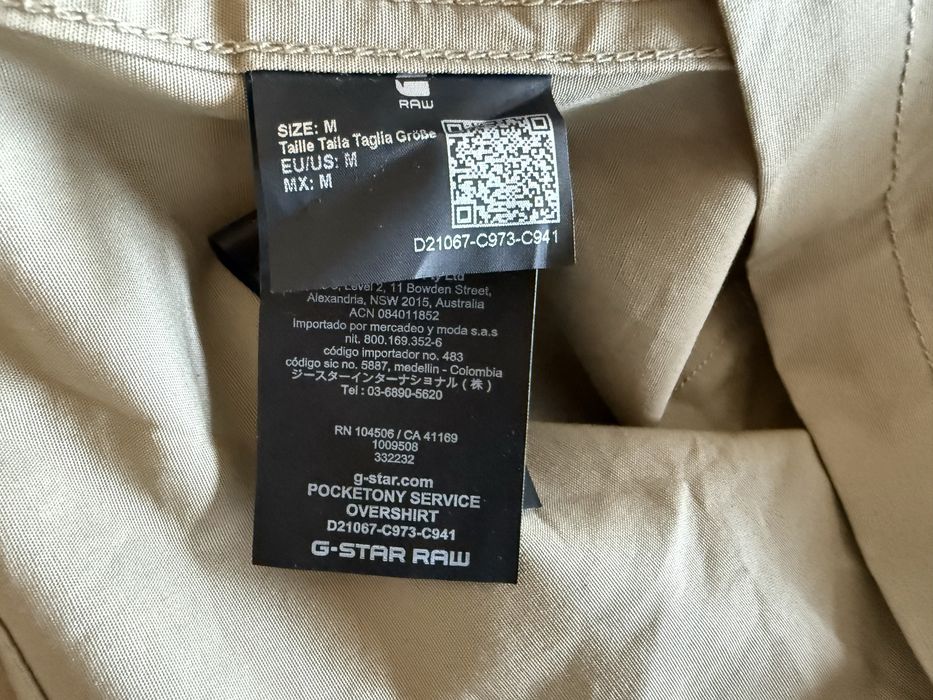 RAW
SIZE: M
Taille Talla Taglia Größe
EU/US: M
MX: M
D21067-C973-C941
Pty Ltd
Level 2, 11 Bowden Street,
Alexandria, NSW 2015, Australia
ACN 084011852
Importado por mercadeo y moda s.a.s
nit. 800.169.352-6
código importador no. 483
código sic no. 5887, medellin - Colombia
ジースターインターナショナル(株)
Tel : 03-6890-5620
RN 104506 / CA 41169
1009508
332232
g-star.com
POCKETONY SERVICE
OVERSHIRT
D21067-C973-C941
G-STAR RAW